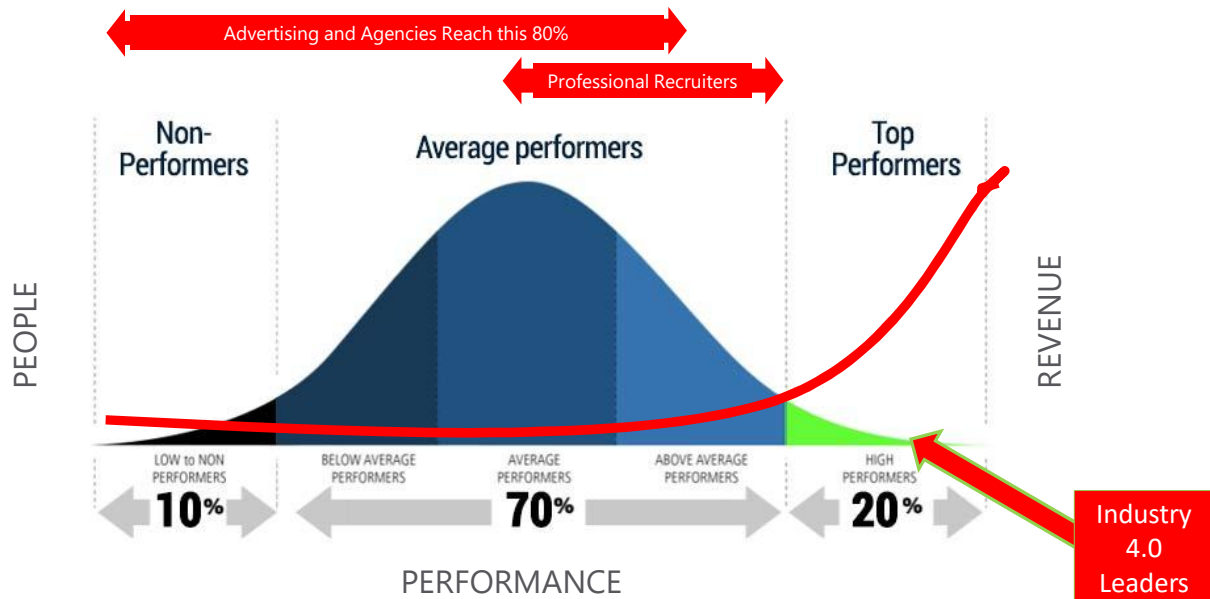 Advertising and Agencies Reach this 80%
Professional Recruiters
Non-
Performers
Average performers
Top
Performers
PEOPLE
REVENUE
LOW to NON
PERFORMERS
10%
BELOW AVERAGE
PERFORMERS
AVERAGE
PERFORMERS
70%
ABOVE AVERAGE
PERFORMERS
HIGH
PERFORMERS
20%
Industry
4.0
Leaders
PERFORMANCE